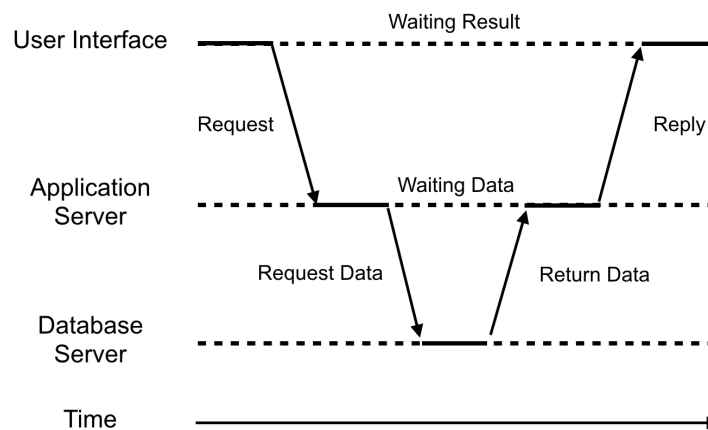 Waiting Result
User Interface
Request
Reply
Application
Server
Waiting Data
Request Data
Return Data
Database
Server
Time